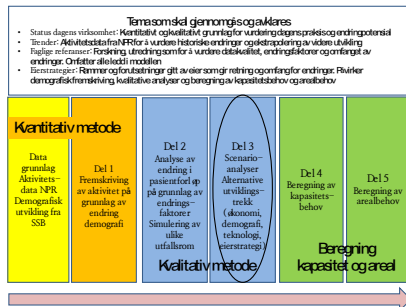 Tema som skal gjennomgås og avklares
• Status dagens virksomhet: Kvantitativt og kvalitativt grunnlag for vurdering dagens praksis og endringspotensial
• Trender: Aktivitetsdata fra NPR for å vurdere historiske endringer og ekstrapolering av videre utvikling
• Faglige referanser: Forskning, utredning som for å vurdere datakvalitet, endringsfaktorer og omfanget av
endringer. Omfatter alle ledd i modellen
• Eierstrategier: Rammer og forutsetninger gitt av eier som gir retning og omfang for endringer. Påvirker
demografisk fremskriving, kvalitative analyser og beregning av kapasitetsbehov og arealbehov
Kvantitativ metode
Data
grunnlag
Aktivitets–
data NPR
Demografisk
utvikling fra
SSB
Del 1
Fremskriving
av aktivitet på
grunnlag av
endring
demografi
Del 2
Analyse av
endring i
pasientforløp
på grunnlag av
endrings–
faktorer
Simulering av
ulike
utfallsrom
Del 3
Scenario–
analyser
Alternative
utviklings–
trekk
(økonomi,
demografi,
teknologi,
eierstrategi)
Kvalitativ metode
Del 4
Beregning av
kapasitets–
behov
Del 5
Beregning av
arealbehov
Beregning
kapasitet og areal